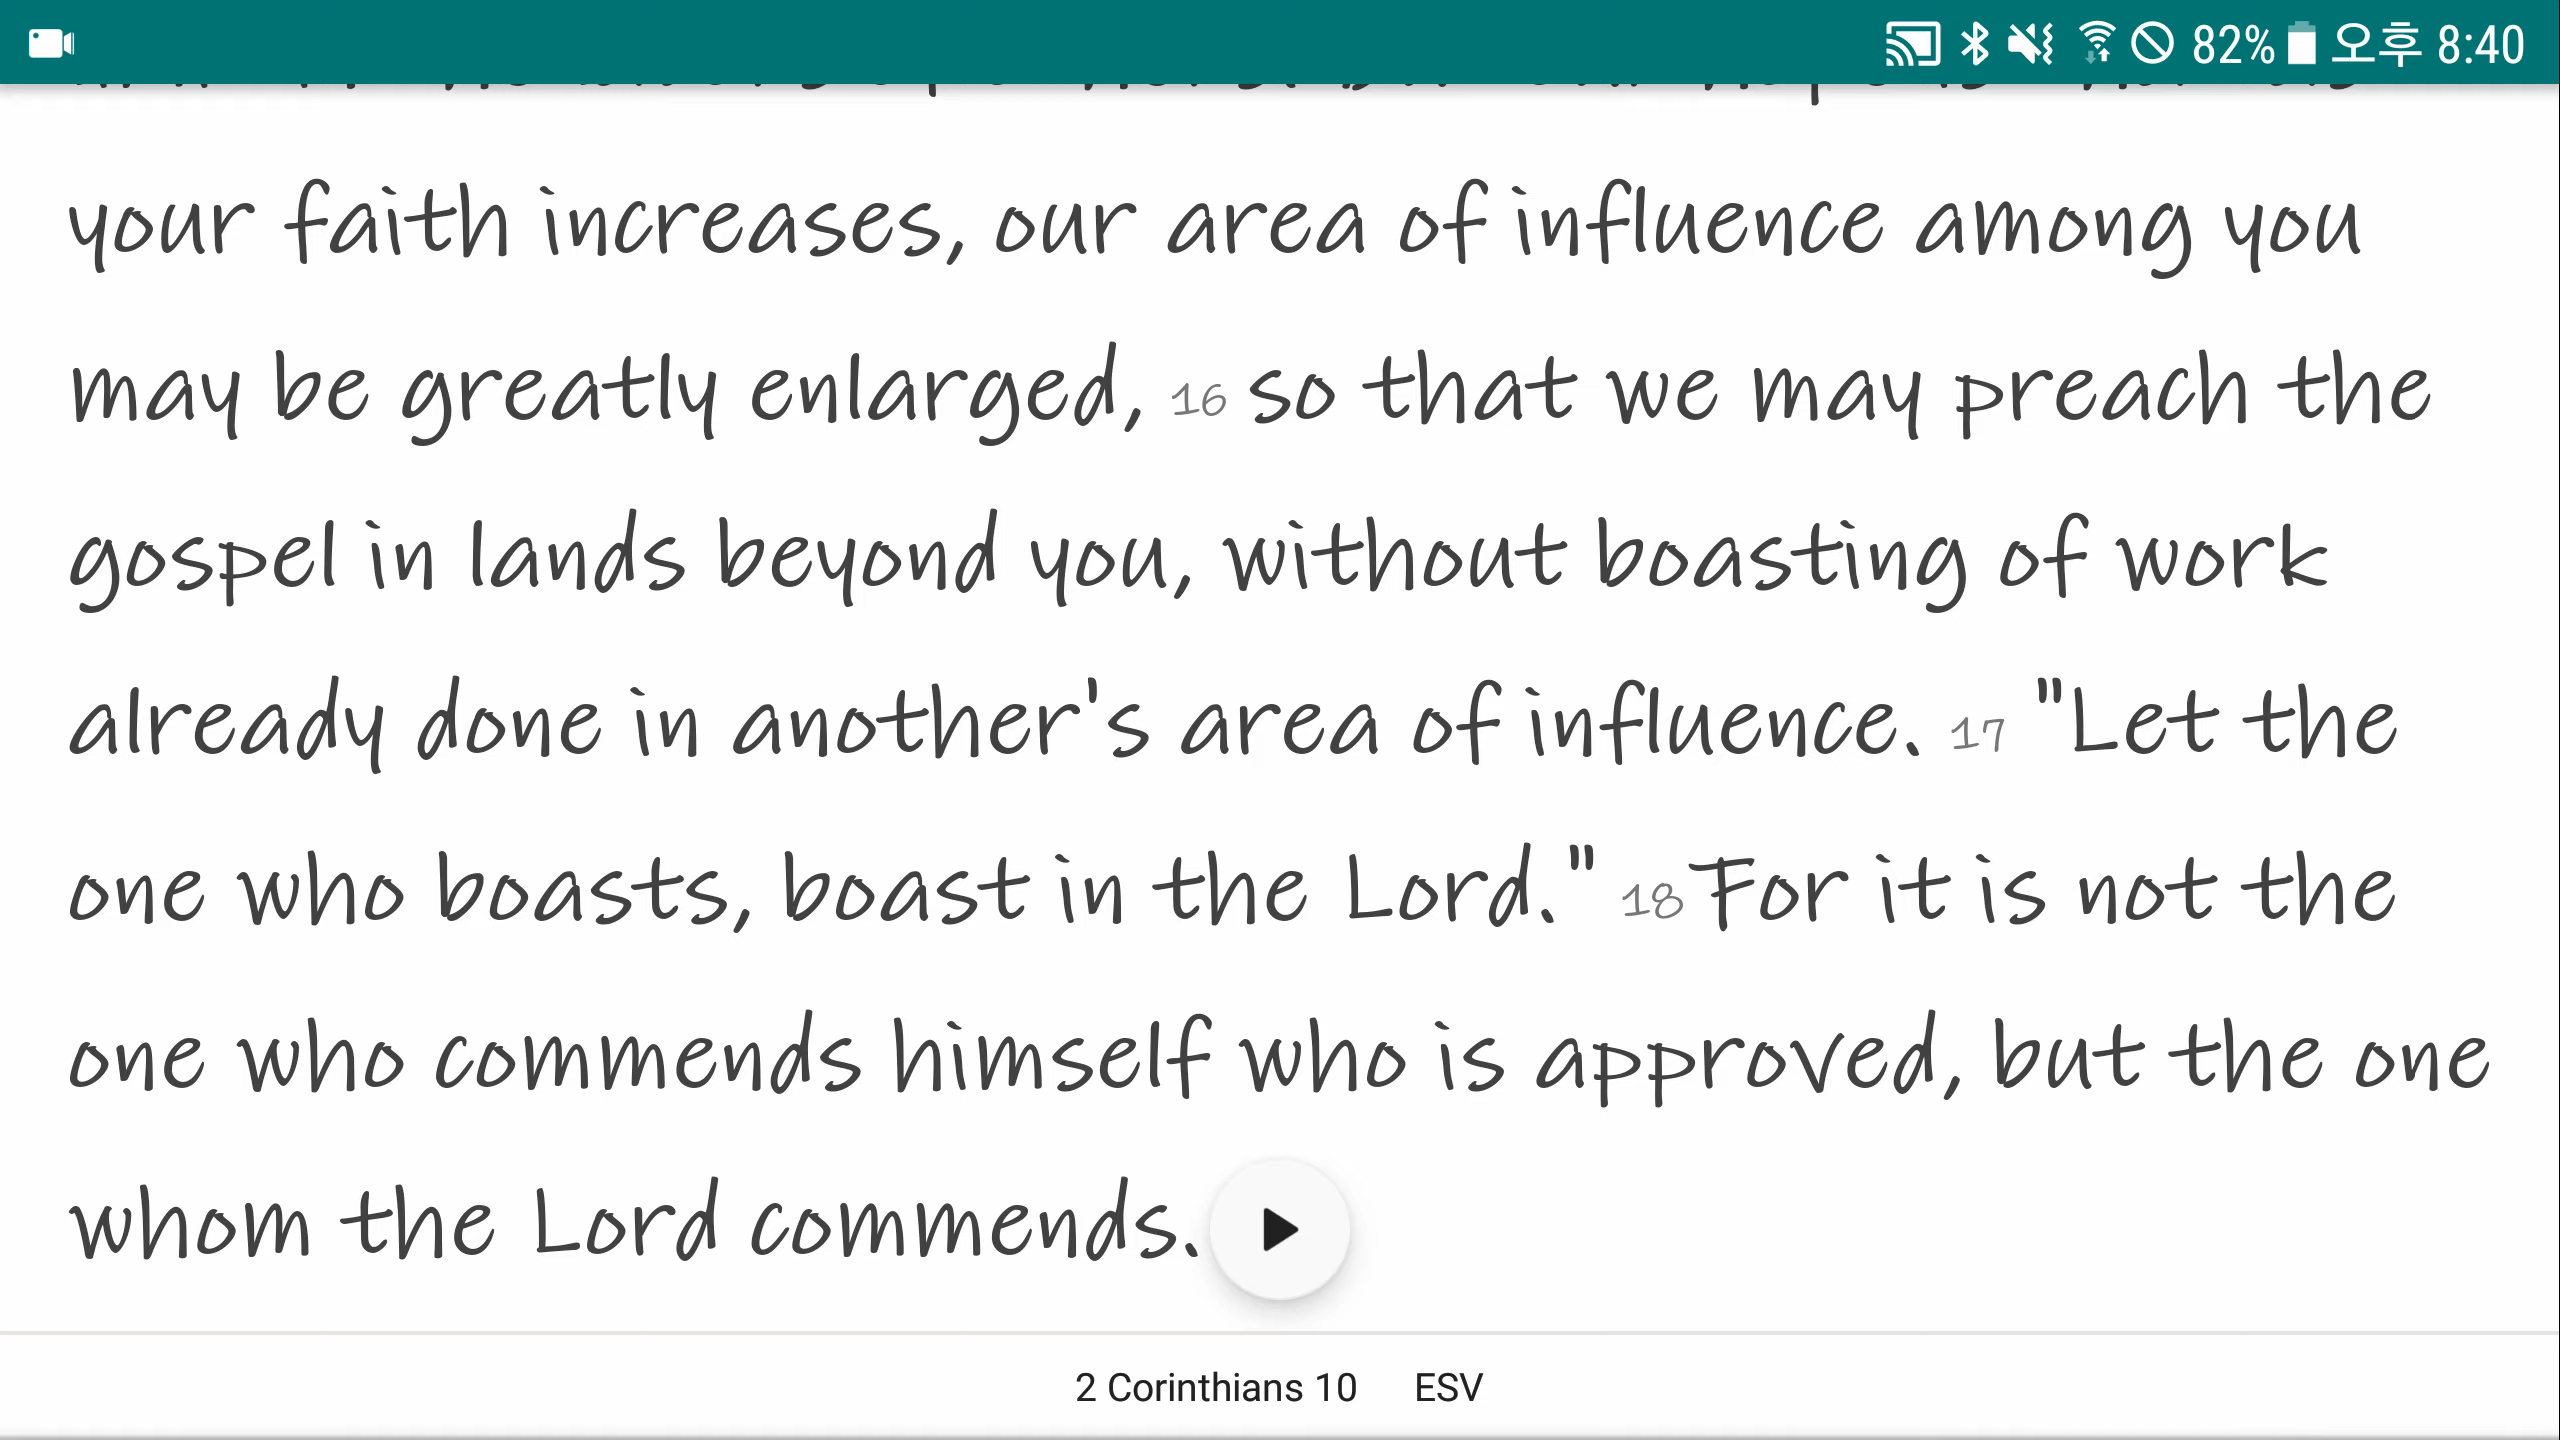 82% 오후 8:40
your faith increases, our area of influence among you
may be greatly enlarged, 16 so that we may preach the
gospel in lands beyond you, without boasting of work
already done in another's area of influence. 17 "Let the
one who boasts, boast in the Lord." 18 For it is not the
one who commends himself who is approved, but the one
whom the Lord commends.
2 Corinthians 10 ESV